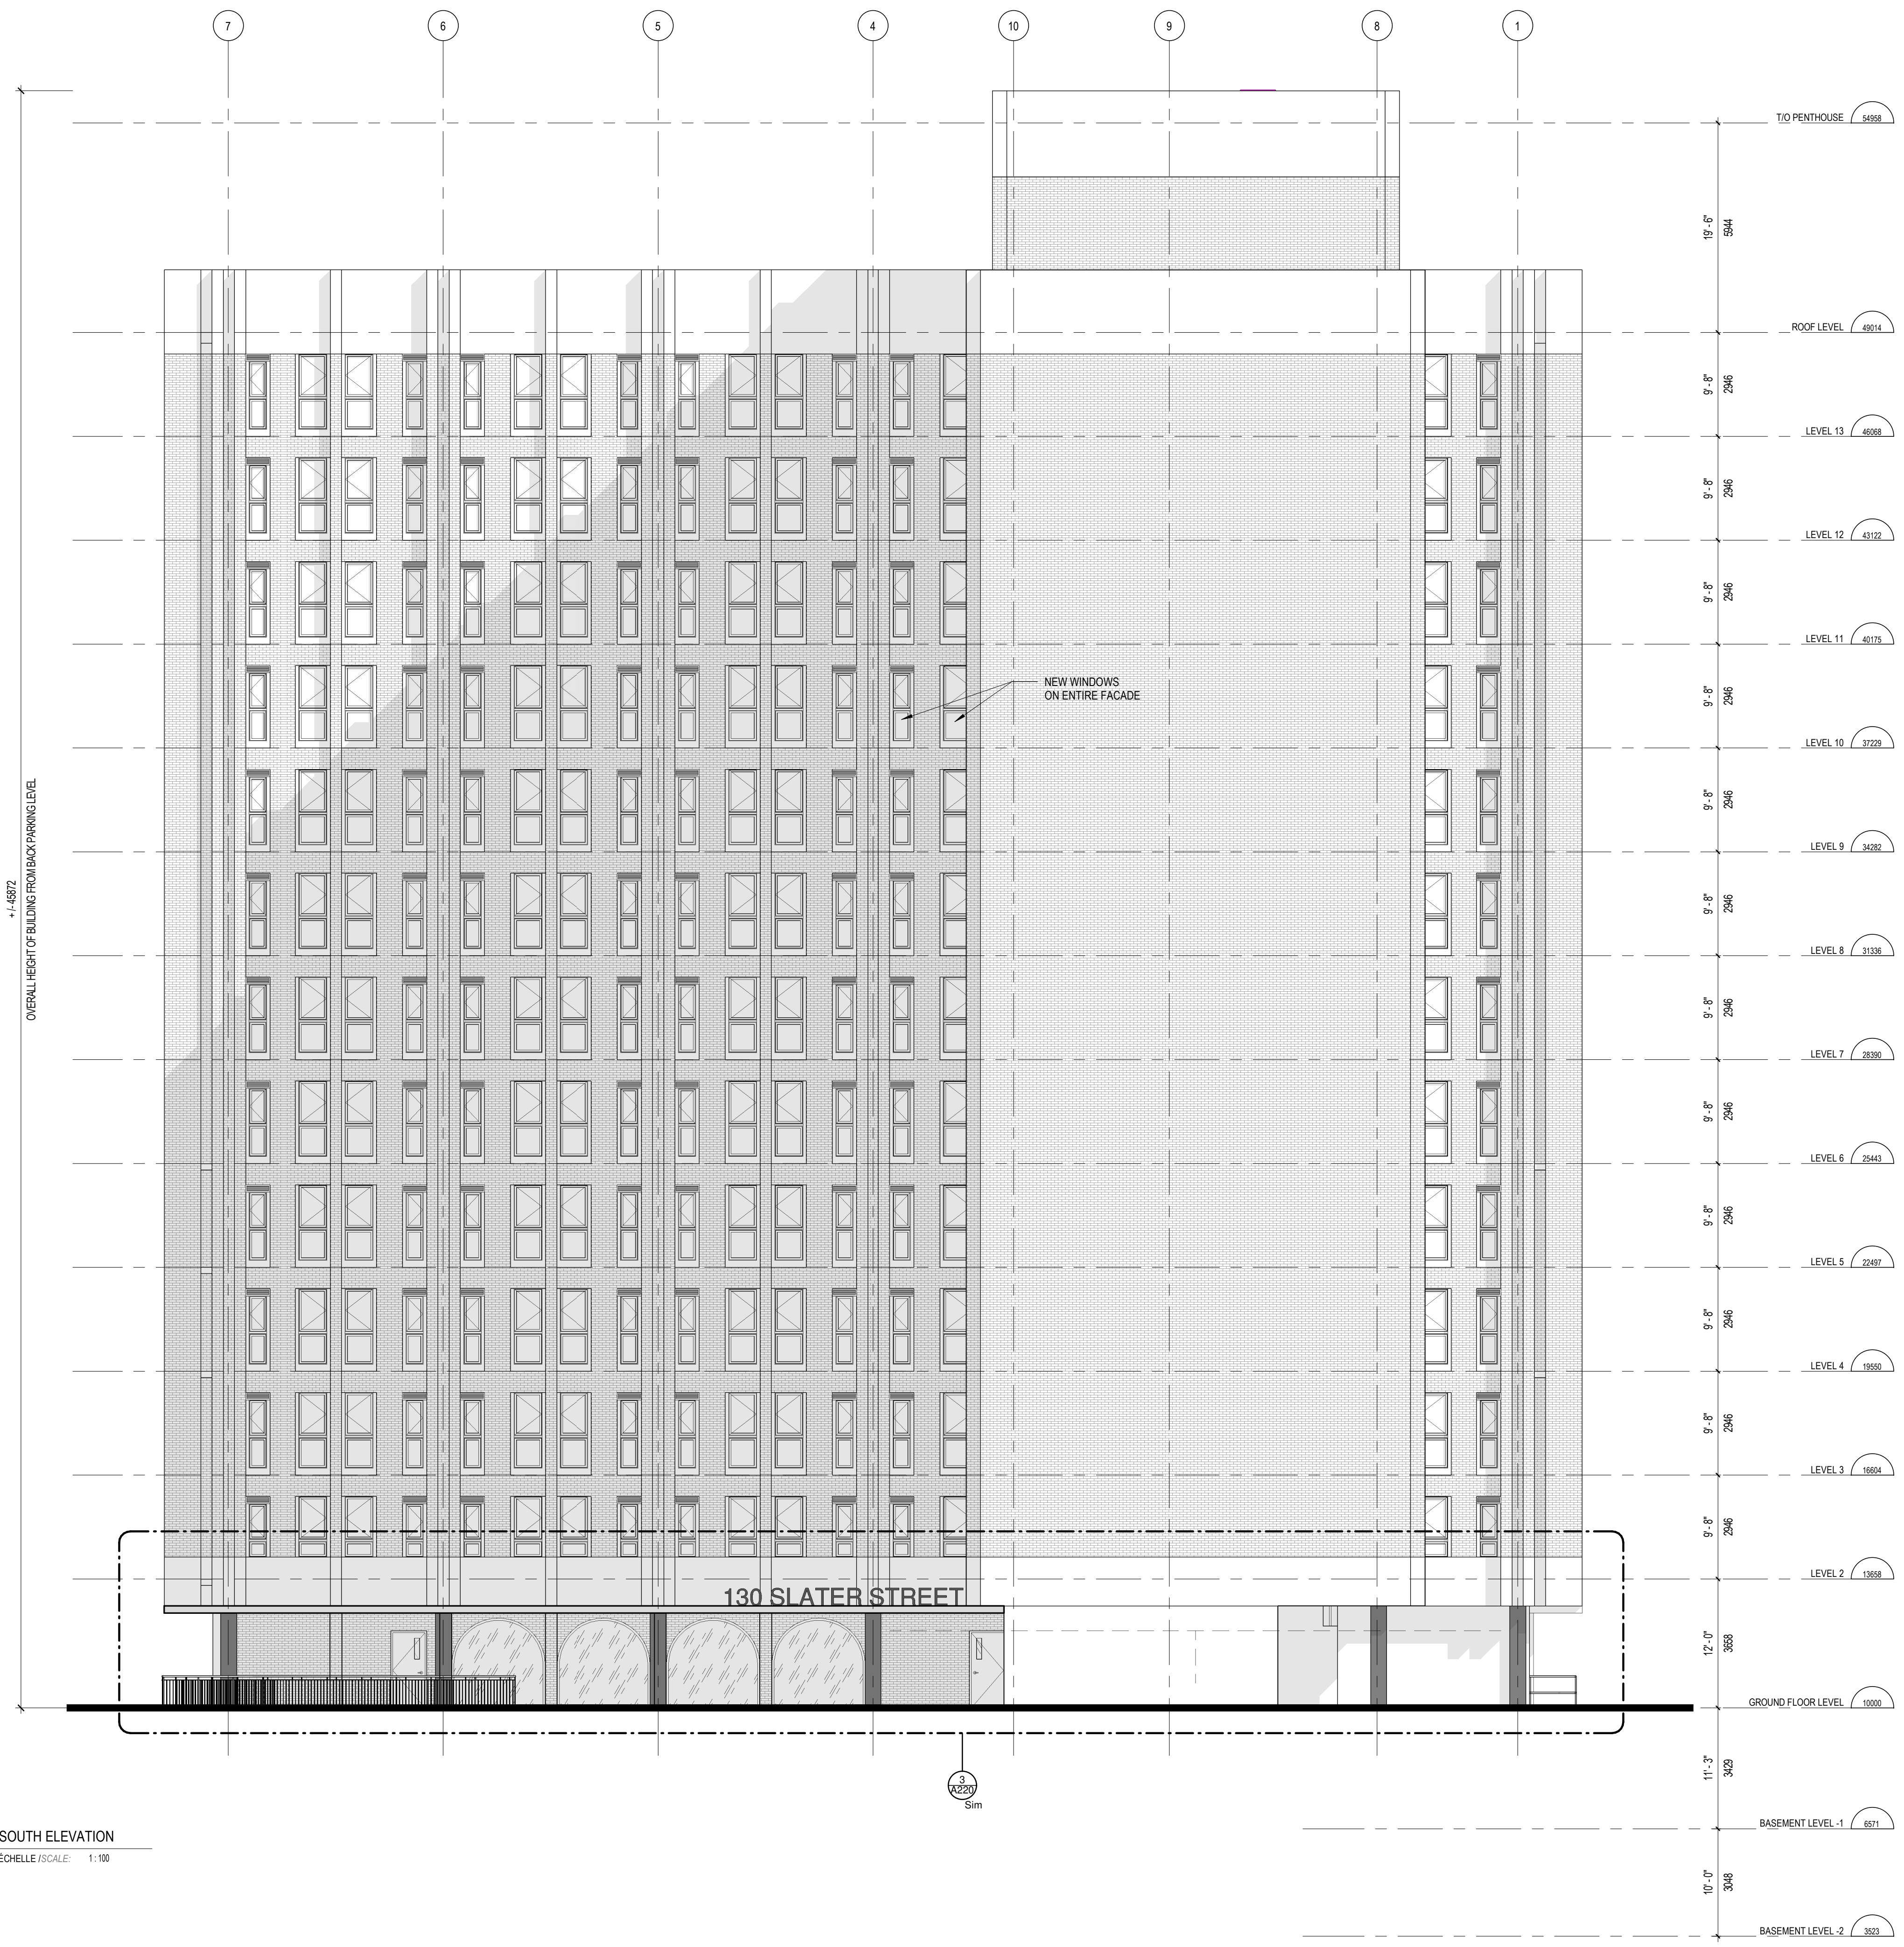 7 6 5 4 10 9 8 1
T/O PENTHOUSE 54958
19' - 6"
5944
ROOF LEVEL 49014
9' - 8"
2946
LEVEL 13 46068
9' - 8"
2946
LEVEL 12 43122
9' - 8"
2946
LEVEL 11 40175
NEW WINDOWS
ON ENTIRE FACADE
9' - 8"
2946
LEVEL 10 37229
9' - 8"
2946
LEVEL 9 34282
+/- 45872
OVERALL HEIGHT OF BUILDING FROM BACK PARKING LEVEL
9' - 8"
2946
LEVEL 8 31336
9' - 8"
2946
LEVEL 7 28390
9' - 8"
2946
LEVEL 6 25443
9' - 8"
2946
LEVEL 5 22497
9' - 8"
2946
LEVEL 4 19550
9' - 8"
2946
LEVEL 3 16604
9' - 8"
2946
LEVEL 2 13658
130 SLATER STREET
12' - 0"
3658
GROUND FLOOR LEVEL 10000
11' - 3"
3429
3
A220
Sim
BASEMENT LEVEL -1 6571
SOUTH ELEVATION
ÉCHELLE /SCALE: 1 : 100
10' - 0"
3048
BASEMENT LEVEL -2 3523